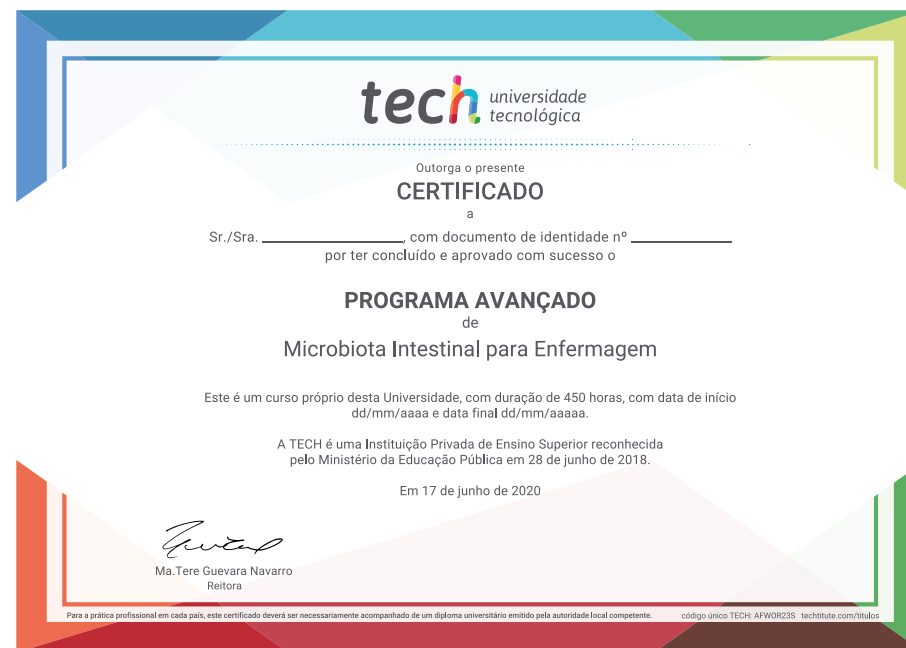 tech universidade
tecnológica
Outorga o presente
CERTIFICADO
a
Sr./Sra. ____________, com documento de identidade nº ____________
por ter concluído e aprovado com sucesso o
PROGRAMA AVANÇADO
de
Microbiota Intestinal para Enfermagem
Este é um curso próprio desta Universidade, com duração de 450 horas, com data de início
dd/mm/aaaa e data final dd/mm/aaaaa.
A TECH é uma Instituição Privada de Ensino Superior reconhecida
pelo Ministério da Educação Pública em 28 de junho de 2018.
Em 17 de junho de 2020
Ma.Tere Guevara Navarro
Reitora
Para a prática profissional em cada país, este certificado deverá ser necessariamente acompanhado de um diploma universitário emitido pela autoridade local competente. código único TECH: AFWOR23S techtitute.com/titulos